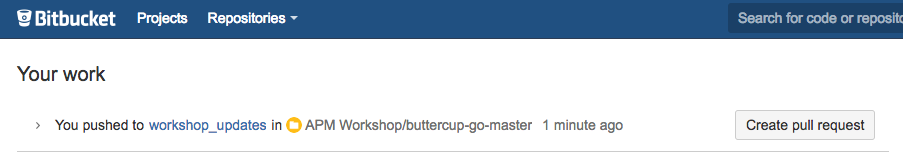 Bitbucket Projects Repositories Search for code or reposito
Your work
You pushed to workshop_updates in APM Workshop/buttercup-go-master 1 minute ago Create pull request